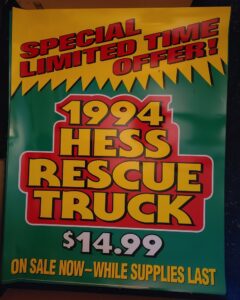 SPECIAL
LIMITED TIME
OFFER!
1994
HESS
RESCUE
TRUCK
$14.99
ON SALE NOW–WHILE SUPPLIES LAST